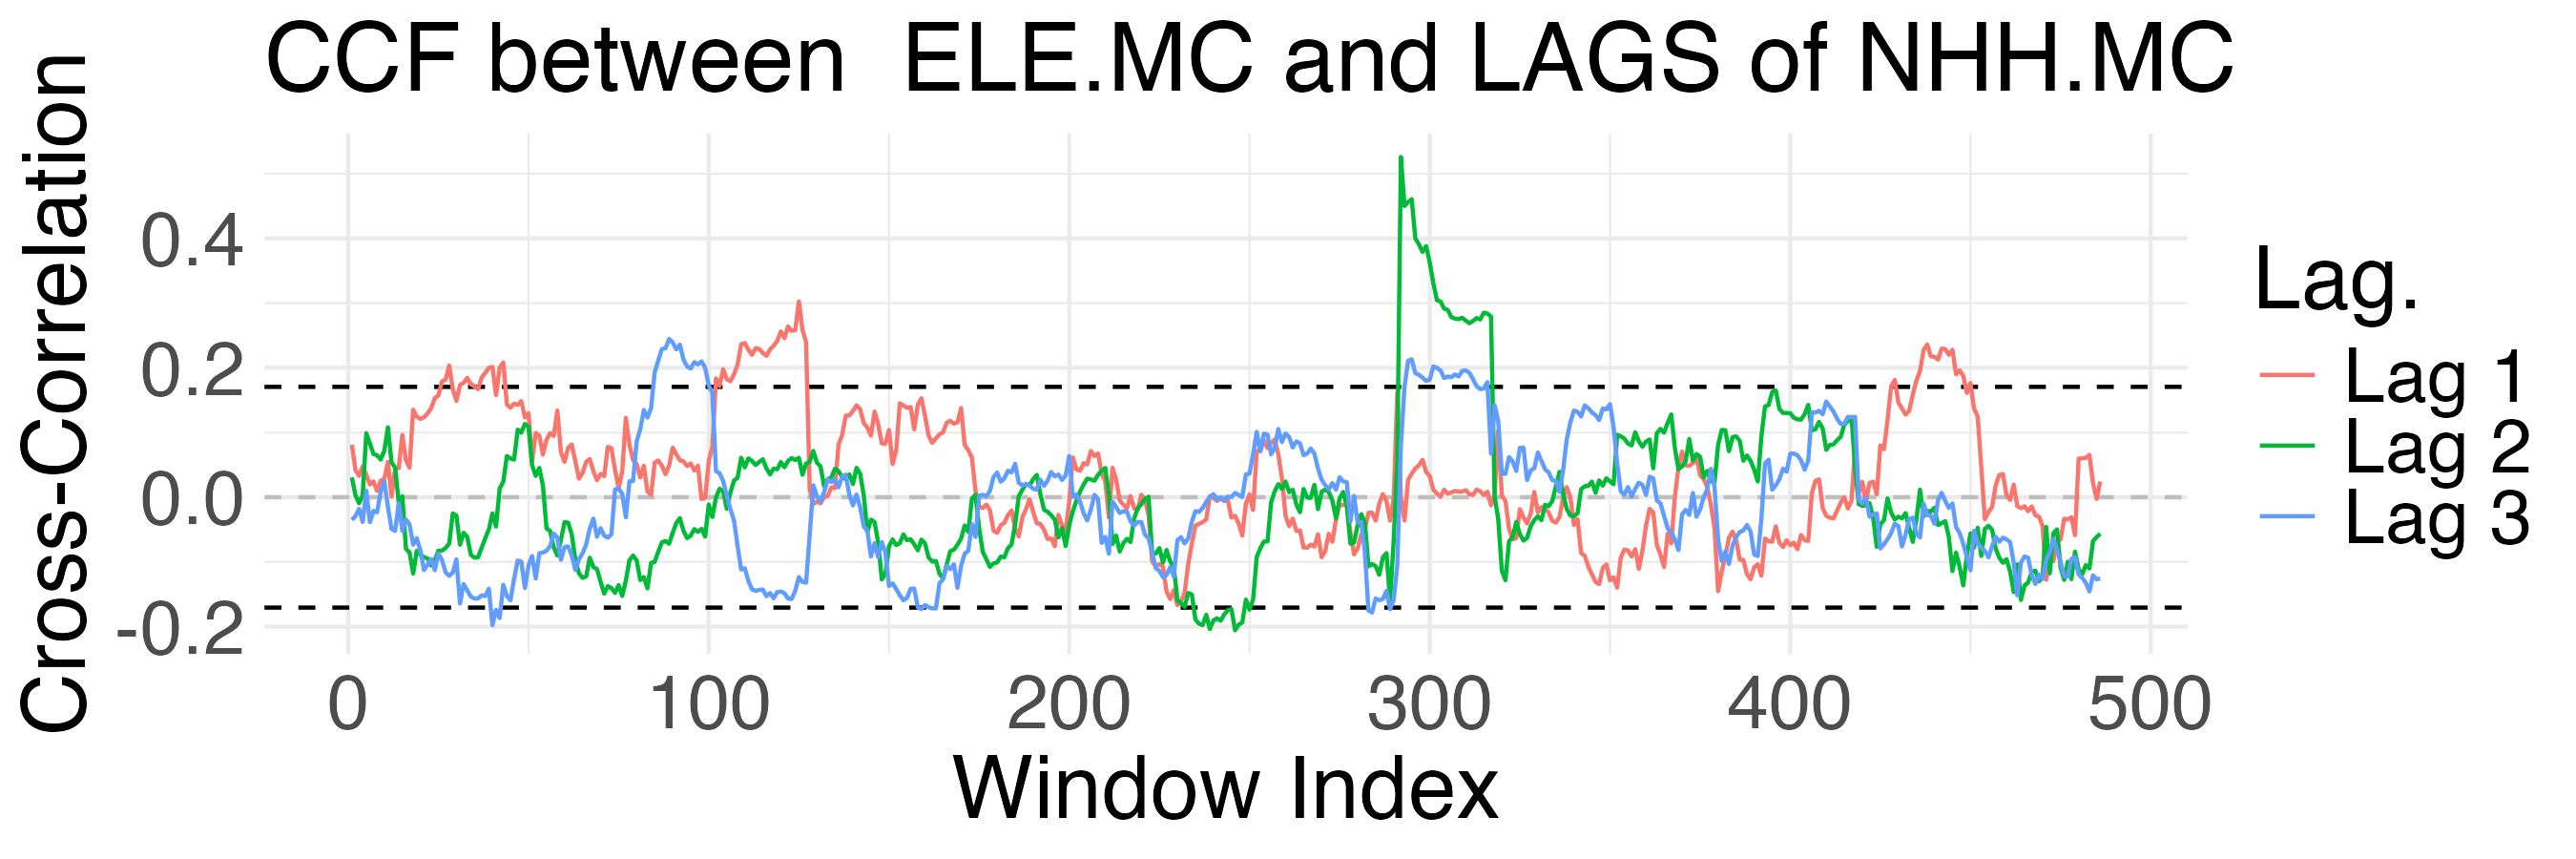 CCF between  ELE.MC and LAGS of NHH.MC
Cross-Correlation
0.4
0.2
0.0
-0.2
0 100 200 300 400 500
Window Index
Lag.
Lag 1
Lag 2
Lag 3